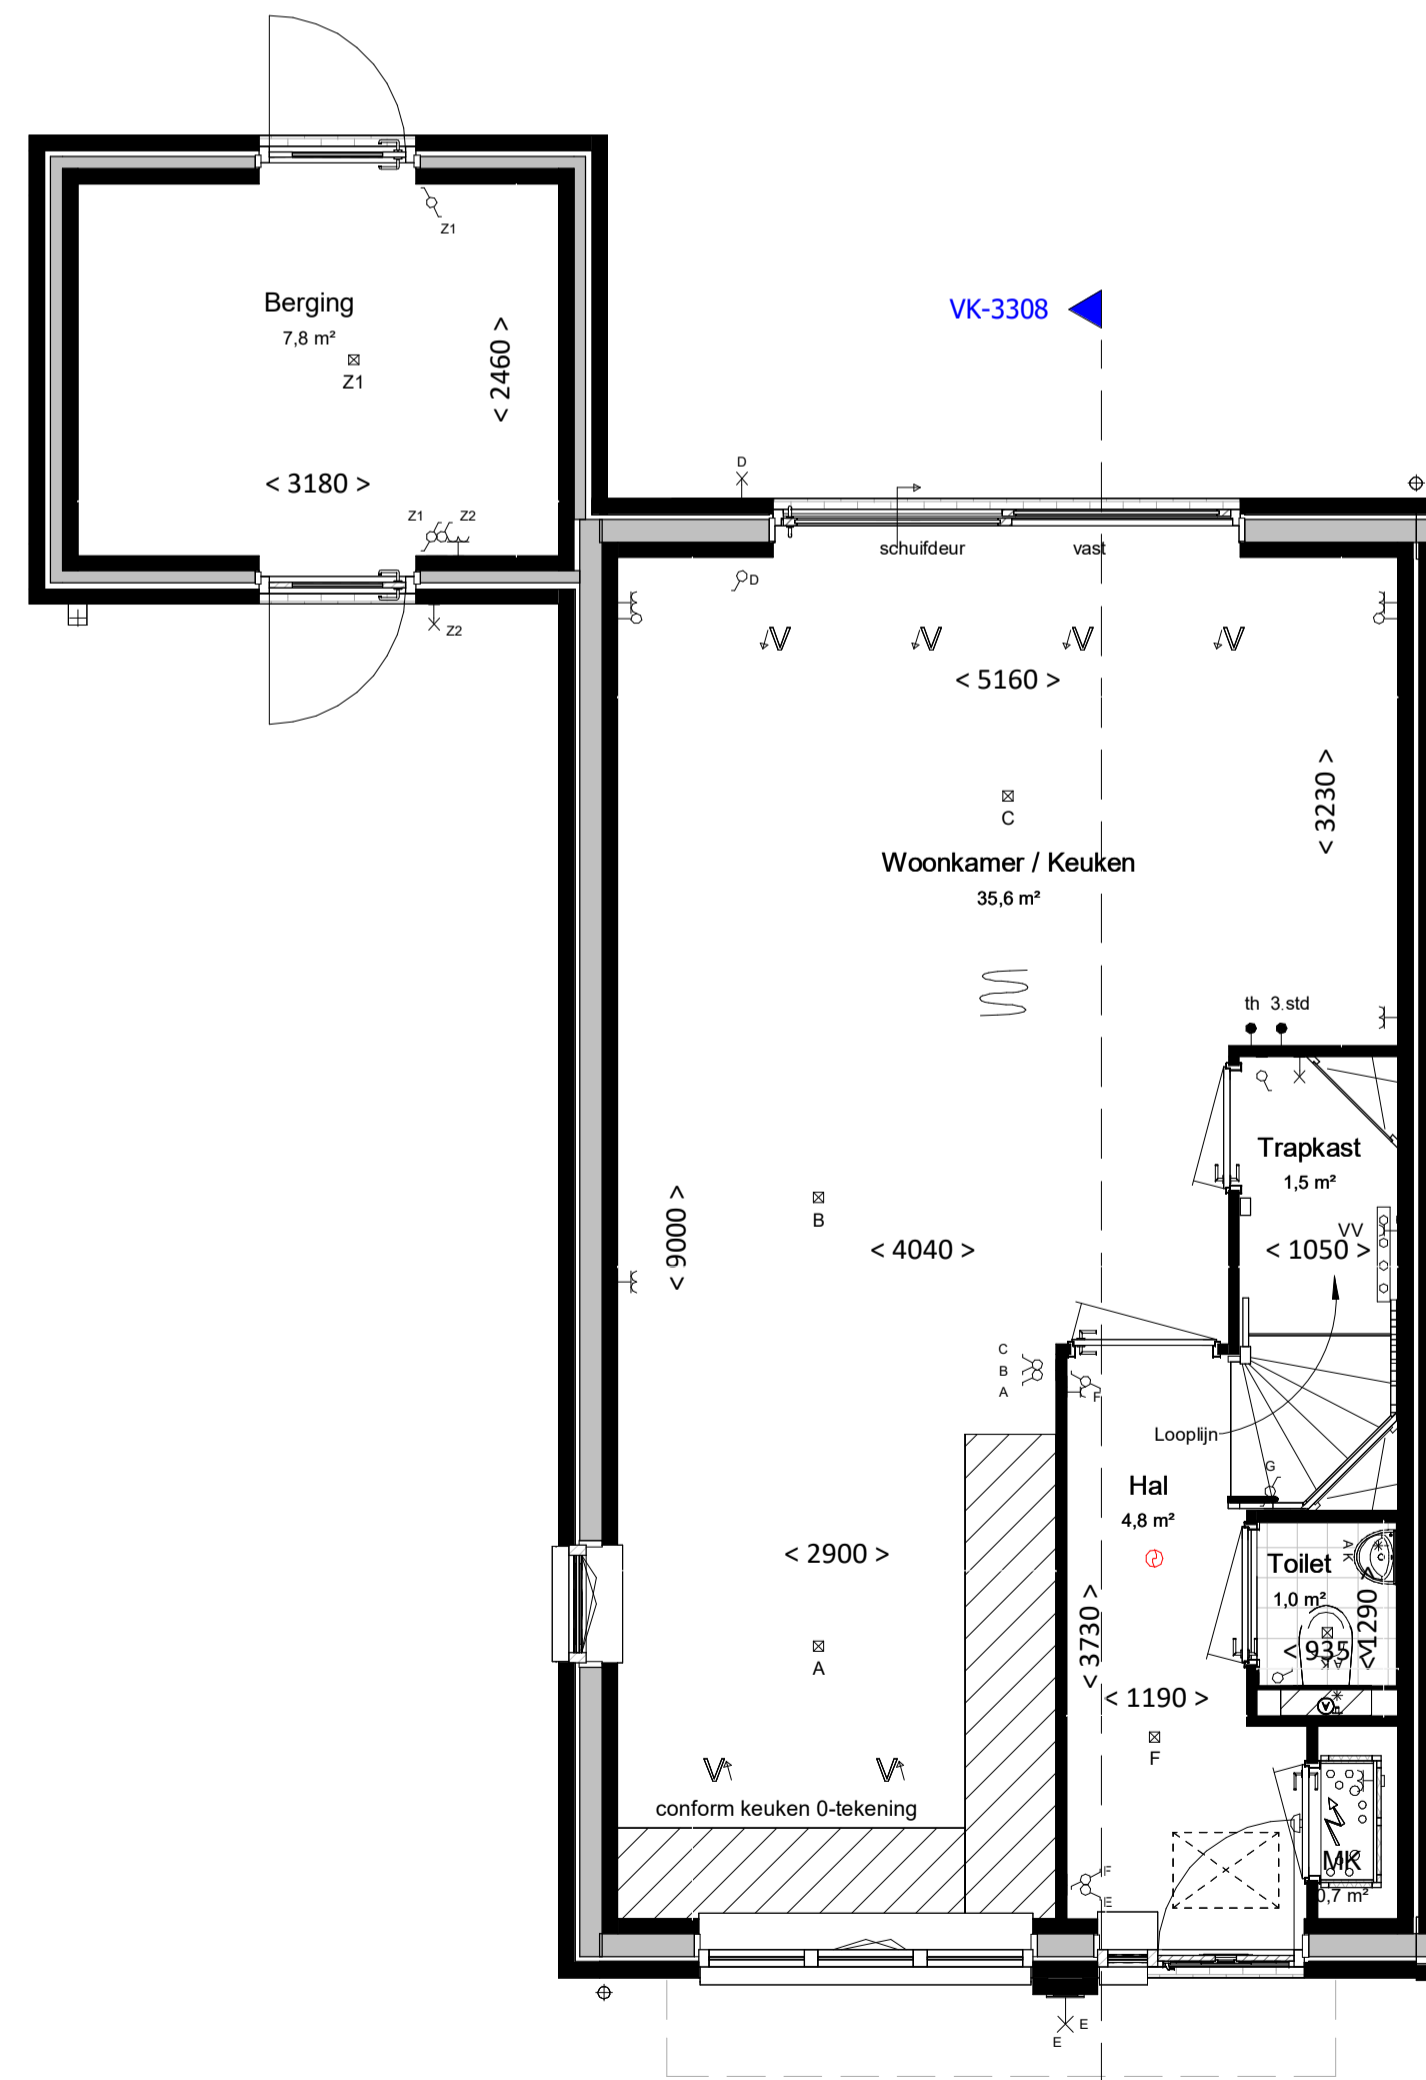 Z1
Berging
7,8 m²
Z1
< 2460 >
< 3180 >
Z1
Z2
Z2
VK-3308
D
schuifdeur
vast
D
V
V
V
V
< 5160 >
C
< 3230 >
Woonkamer / Keuken
35,6 m²
th
3.std
Trapkast
1,5 m²
B
< 9000 >
< 4040 >
VV
< 1050 >
C
B
A
F
Looplijn
G
Hal
4,8 m²
< 2900 >
Toilet
1,0 m²
AK
< 1290 >
< 935 >
A
< 3730 >
< 1190 >
F
V
V
conform keuken 0-tekening
MK
0,7 m²
F
E
E
E